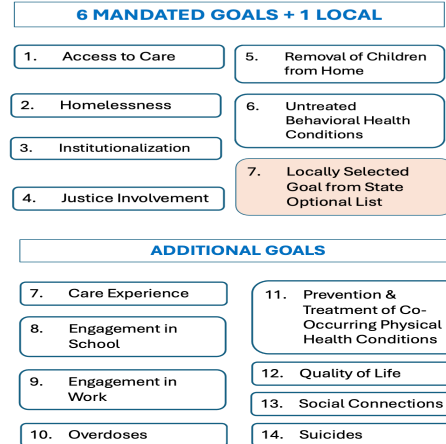 6 MANDATED GOALS + 1 LOCAL
1. Access to Care
2. Homelessness
3. Institutionalization
4. Justice Involvement
5. Removal of Children
from Home
6. Untreated
Behavioral Health
Conditions
7. Locally Selected
Goal from State
Optional List
ADDITIONAL GOALS
7. Care Experience
8. Engagement in
School
9. Engagement in
Work
10. Overdoses
11. Prevention &
Treatment of Co-
Occurring Physical
Health Conditions
12. Quality of Life
13. Social Connections
14. Suicides